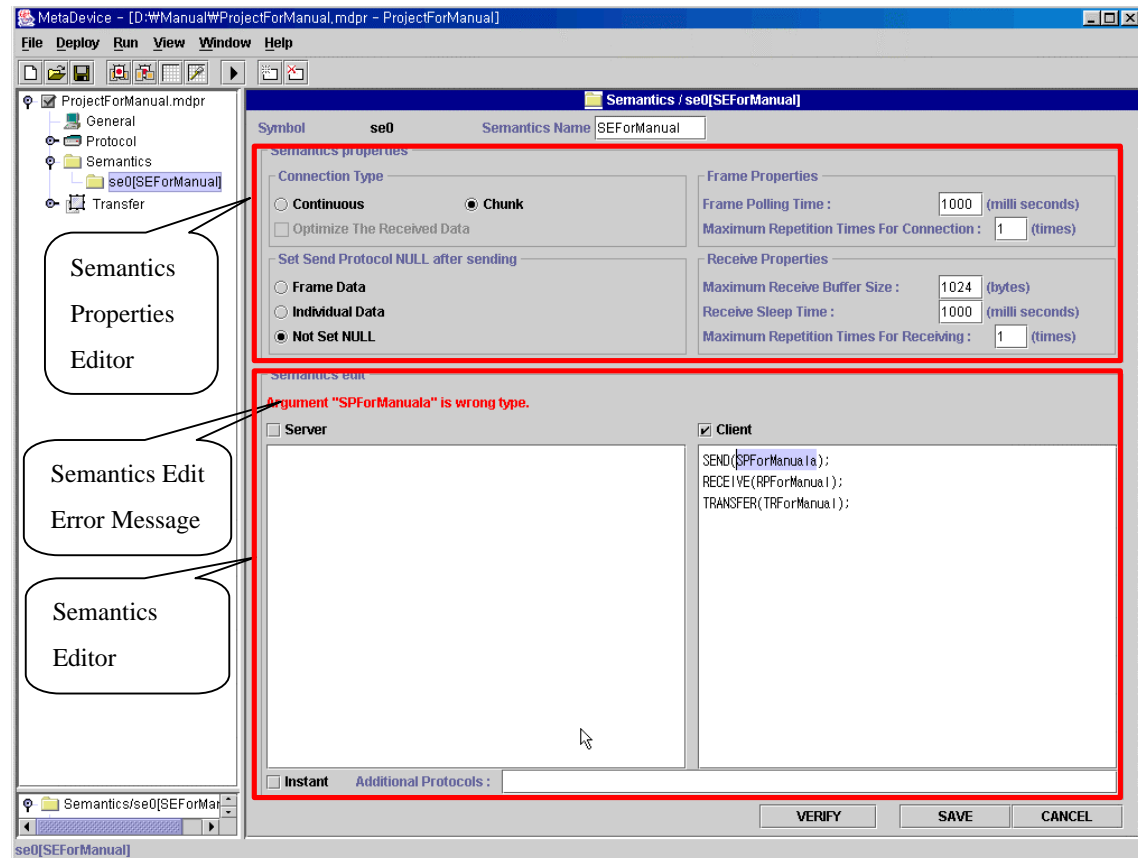 MetaDevice - [D:₩Manual₩ProjectForManual,mdpr - ProjectForManual]
File Deploy Run View Window Help
ProjectForManual.mdpr
General
Protocol
Semantics
se0[SEForManual]
Transfer
Semantics / se0[SEForManual]
Symbol se0 Semantics Name SEForManual
Semantics properties
Connection Type
Continuous Chunk
Optimize The Received Data
Frame Properties
Frame Polling Time : 1000 (milli seconds)
Maximum Repetition Times For Connection : 1 (times)
Set Send Protocol NULL after sending
Frame Data
Individual Data
Not Set NULL
Receive Properties
Maximum Receive Buffer Size : 1024 (bytes)
Receive Sleep Time : 1000 (milli seconds)
Maximum Repetition Times For Receiving : 1 (times)
Semantics
Properties
Editor
Semantics edit
Argument "SPForManuala" is wrong type.
Server
Client
SEND(SPForManuala);
RECEIVE(RPForManual);
TRANSFER(TRForManual);
Semantics Edit
Error Message
Semantics
Editor
Instant Additional Protocols :
Semantics/se0[SEForMar
VERIFY SAVE CANCEL
se0[SEForManual]